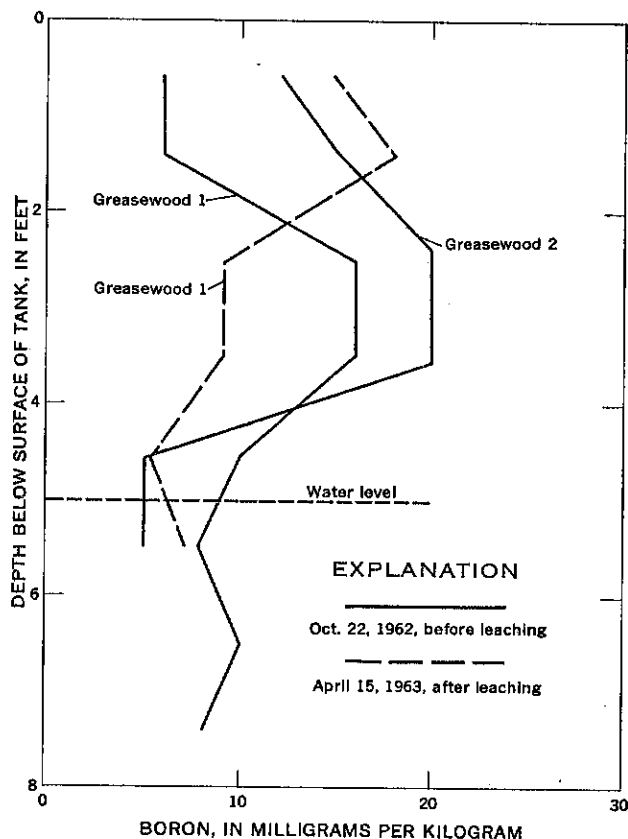 0
2
4
6
8
DEPTH BELOW SURFACE OF TANK, IN FEET
Greasewood 1
Greasewood 2
Greasewood 1
Water level
EXPLANATION
Oct. 22, 1962, before leaching
April 15, 1963, after leaching
0
10
20
30
BORON, IN MILLIGRAMS PER KILOGRAM